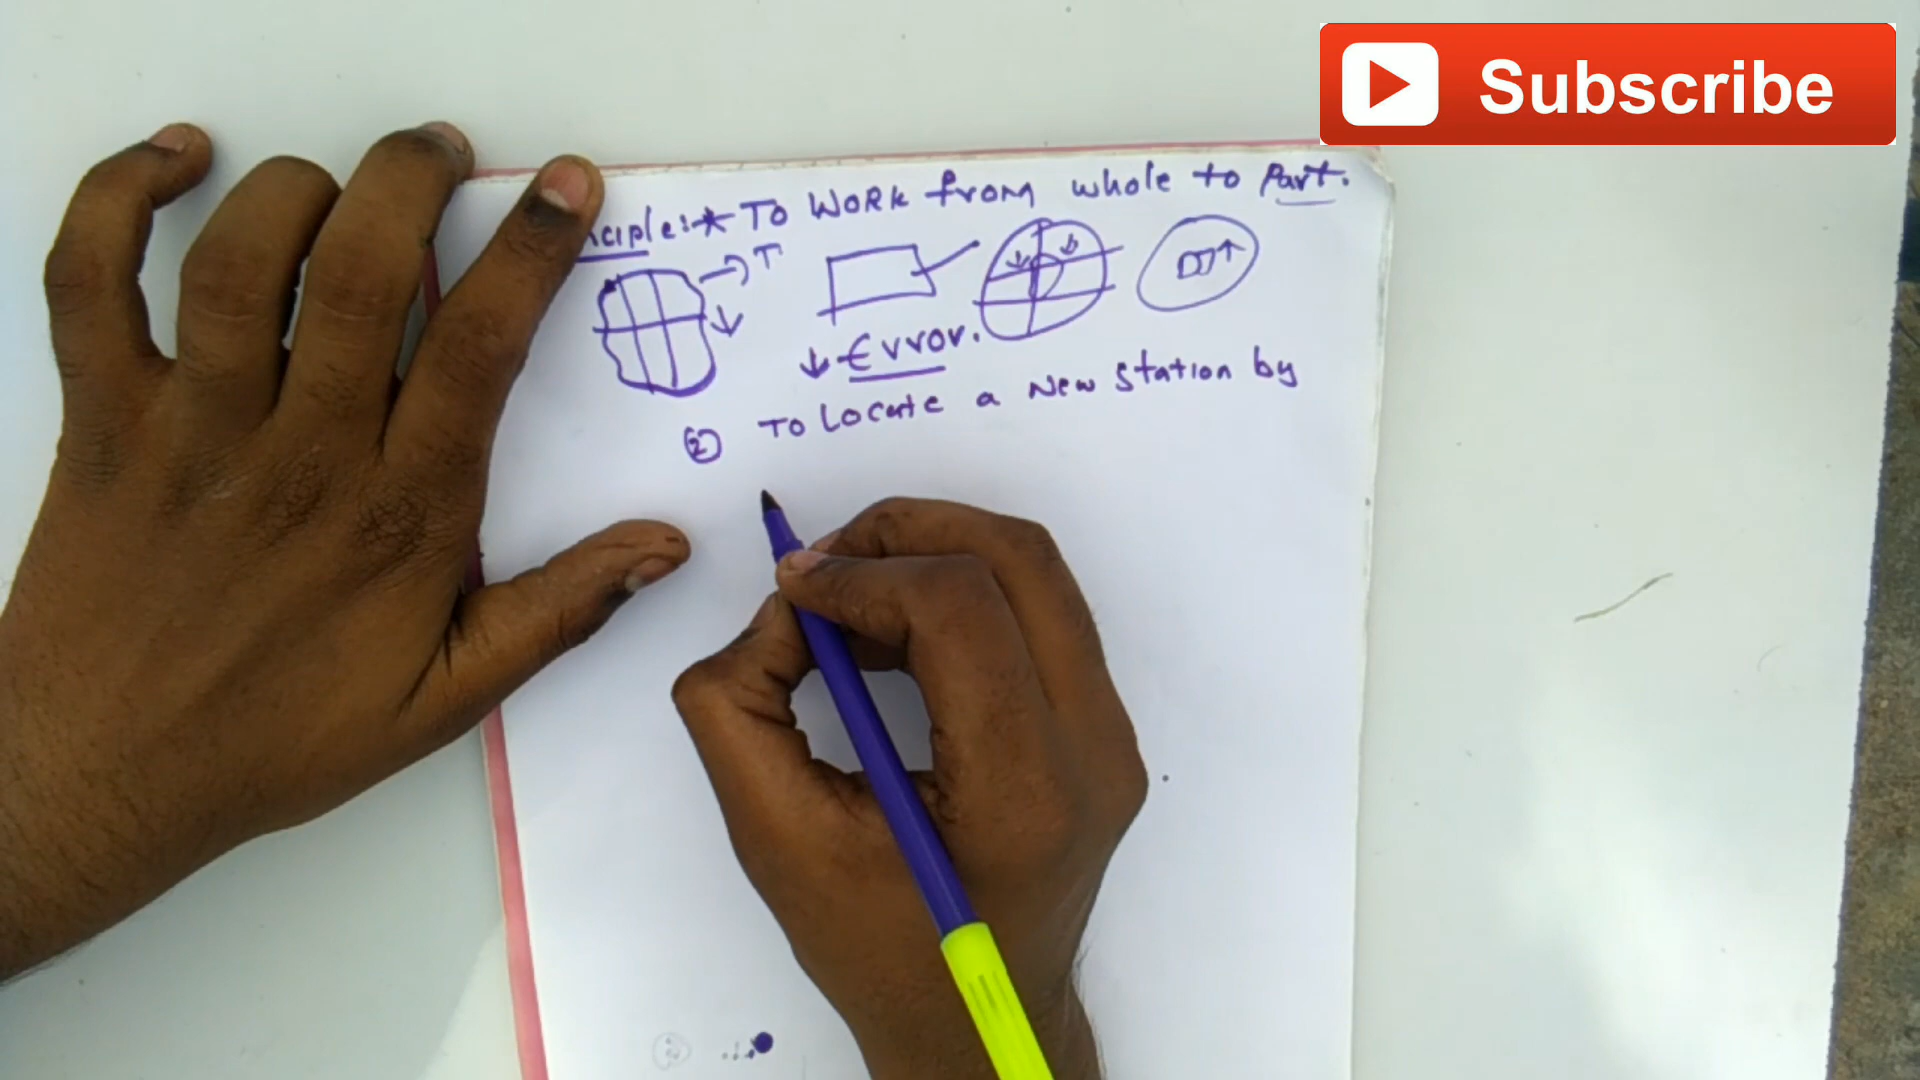 Subscribe
nciple:* TO WORK from whole to Part.
T
↓ Error.
② TO Locate a New Station by